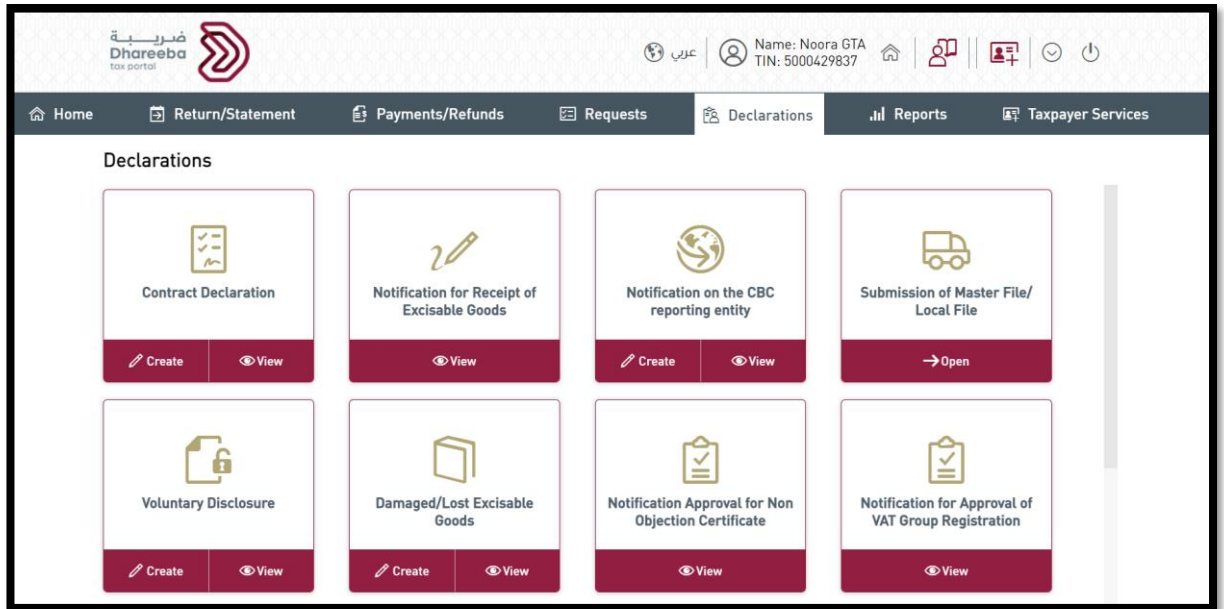 ضريبة
Dhareeba
tax portal
عربي
Name: Noora GTA
TIN: 5000429837
Home
Return/Statement
Payments/Refunds
Requests
Declarations
Reports
Taxpayer Services
Declarations
Contract Declaration
Create
View
Notification for Receipt of
Excisable Goods
View
Notification on the CBC
reporting entity
Create
View
Submission of Master File/
Local File
Open
Voluntary Disclosure
Create
View
Damaged/Lost Excisable
Goods
Create
View
Notification Approval for Non
Objection Certificate
View
Notification for Approval of
VAT Group Registration
View